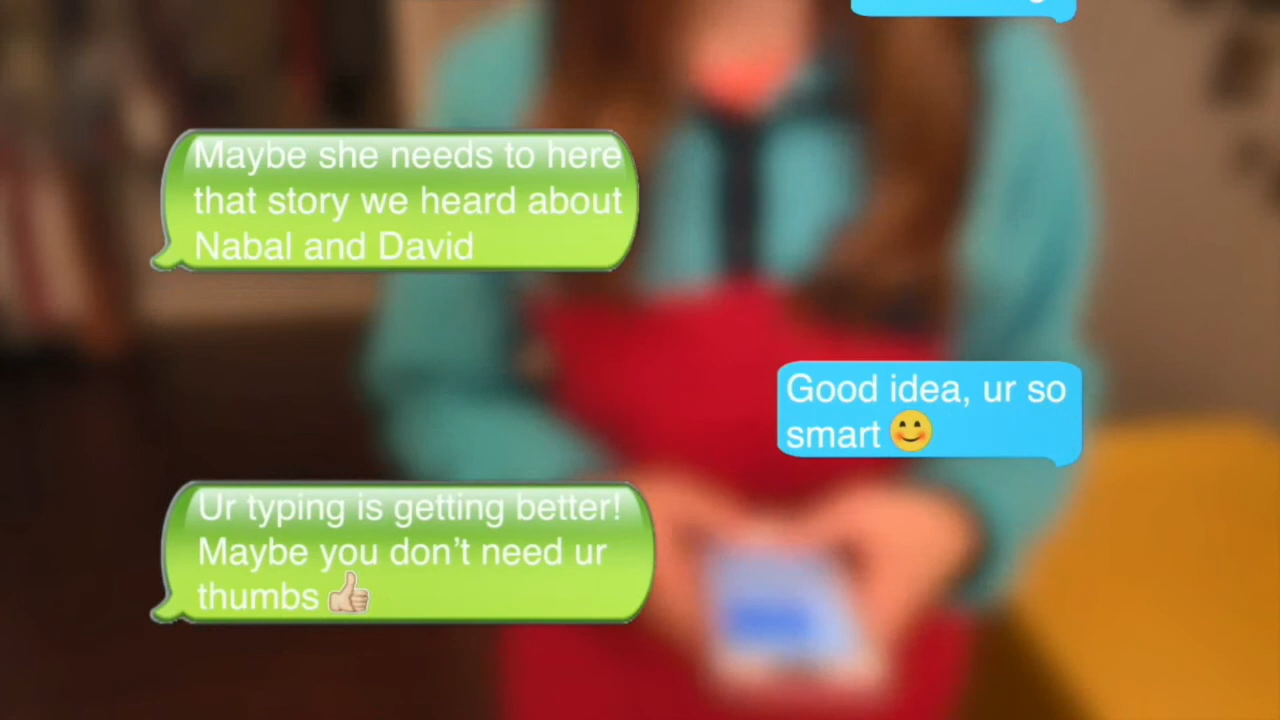 Maybe she needs to here
that story we heard about
Nabal and David
Good idea, ur so
smart 😊
Ur typing is getting better!
Maybe you don’t need ur
thumbs 👍🏼